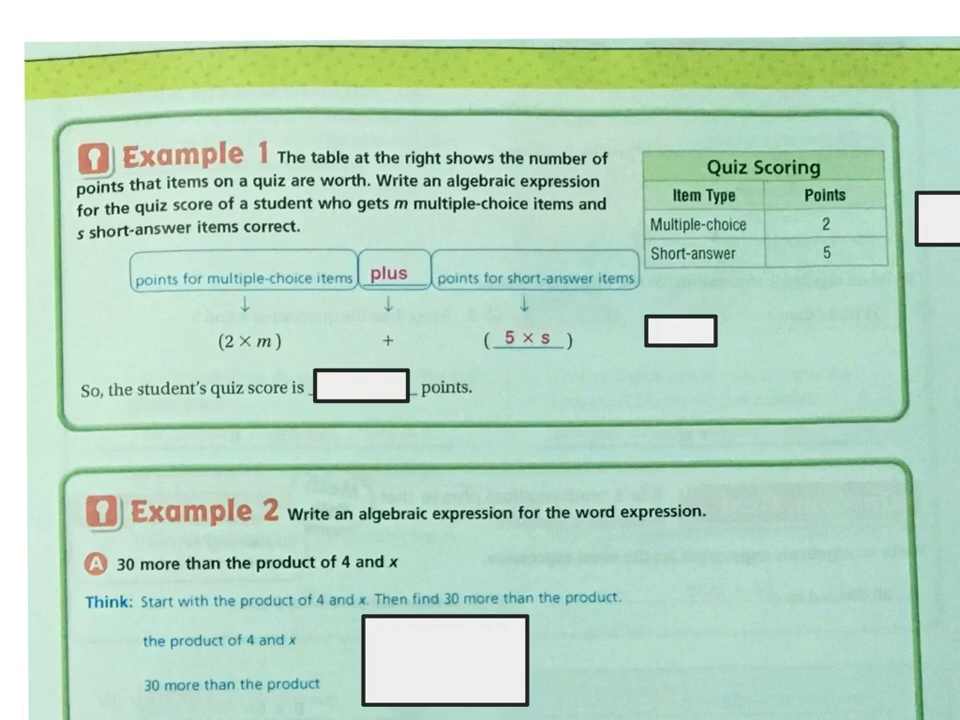 Example 1 The table at the right shows the number of
points that items on a quiz are worth. Write an algebraic expression
for the quiz score of a student who gets m multiple-choice items and
s short-answer items correct.
Quiz Scoring
Item Type Points
Multiple-choice 2
Short-answer 5
points for multiple-choice items plus points for short-answer items
↓ ↓ ↓
(2 × m) + (5 × s)
So, the student's quiz score is points.
Example 2 Write an algebraic expression for the word expression.
A 30 more than the product of 4 and x
Think: Start with the product of 4 and x. Then find 30 more than the product.
the product of 4 and x
30 more than the product